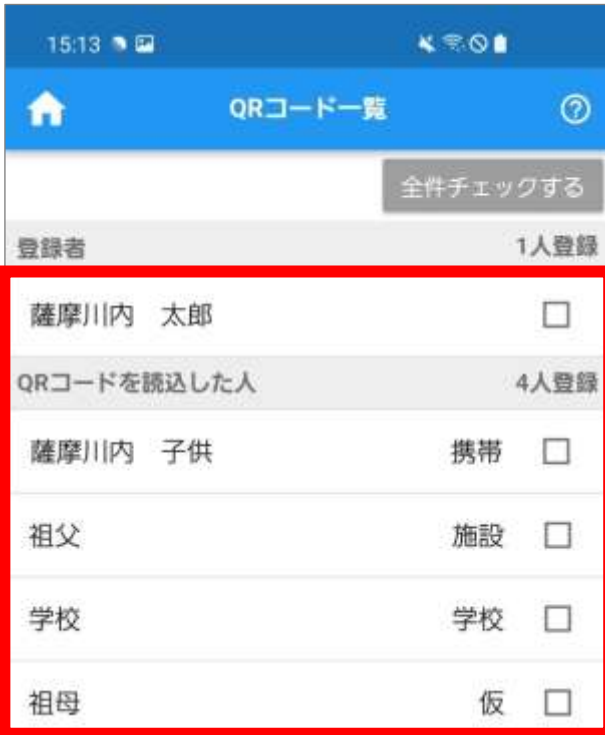 15:13
QRコード一覧
全件チェックする
登録者 1人登録
薩摩川内 太郎
QRコードを読込した人 4人登録
薩摩川内 子供 携帯
祖父 施設
学校 学校
祖母 仮